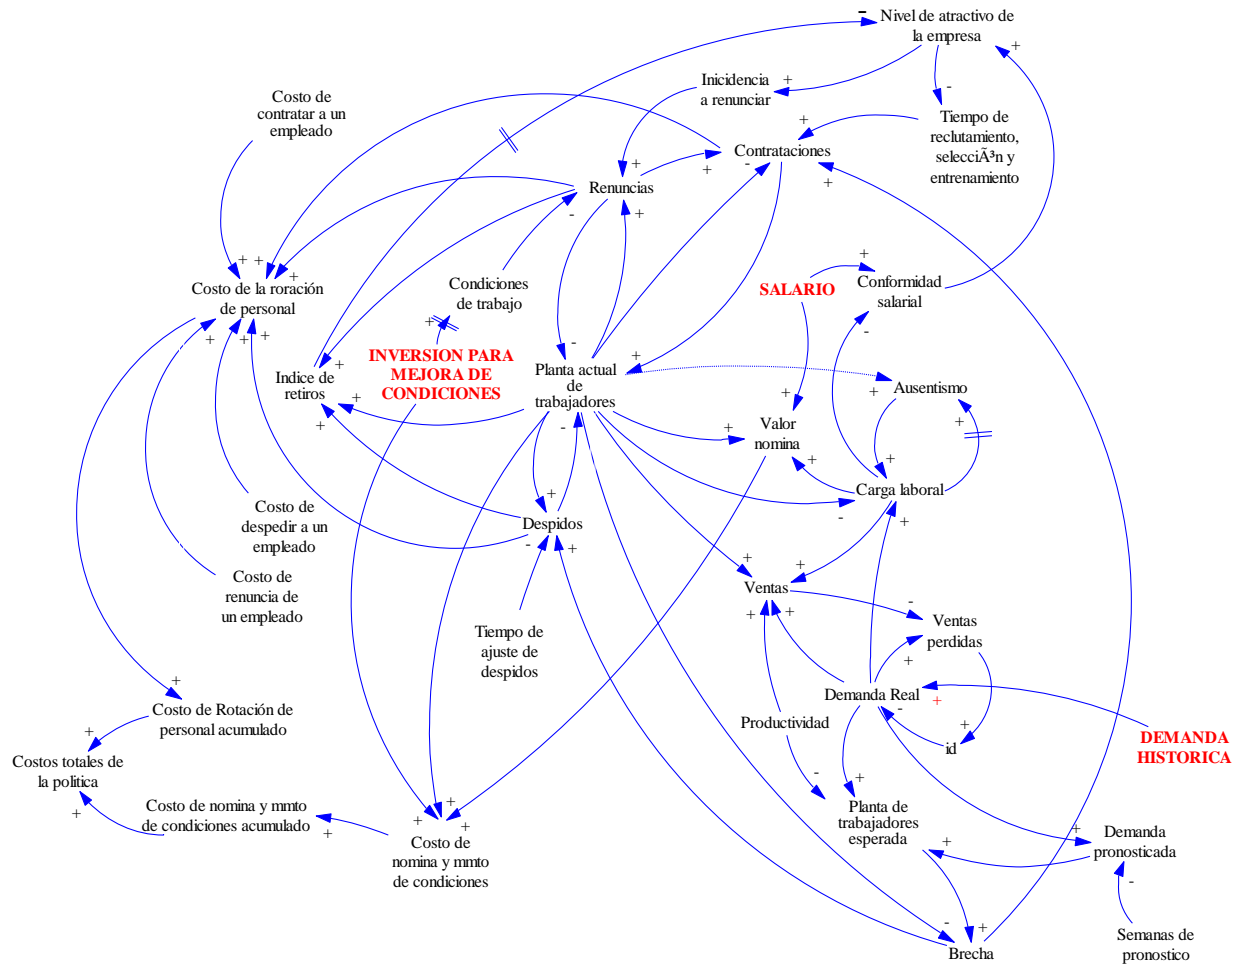 Nivel de atractivo de
la empresa
Inicidencia
a renunciar
Costo de
contratar a un
empleado
Tiempo de
reclutamiento,
selecciÃ³n y
entrenamiento
Contrataciones
Renuncias
Condiciones
de trabajo
SALARIO
Conformidad
salarial
Costo de la roración
de personal
INVERSION PARA
MEJORA DE
CONDICIONES
Indice de
retiros
Planta actual
de
trabajadores
Ausentismo
Valor
nomina
Carga laboral
Costo de
despedir a un
empleado
Despidos
Costo de
renuncia de
un empleado
Ventas
Tiempo de
ajuste de
despidos
Ventas
perdidas
Demanda Real
Productividad
id
DEMANDA
HISTORICA
Costo de Rotación de
personal acumulado
Costos totales de
la politica
Costo de nomina y mmto
de condiciones acumulado
Costo de
nomina y mmto
de condiciones
Planta de
trabajadores
esperada
Demanda
pronosticada
Semanas de
pronostico
Brecha